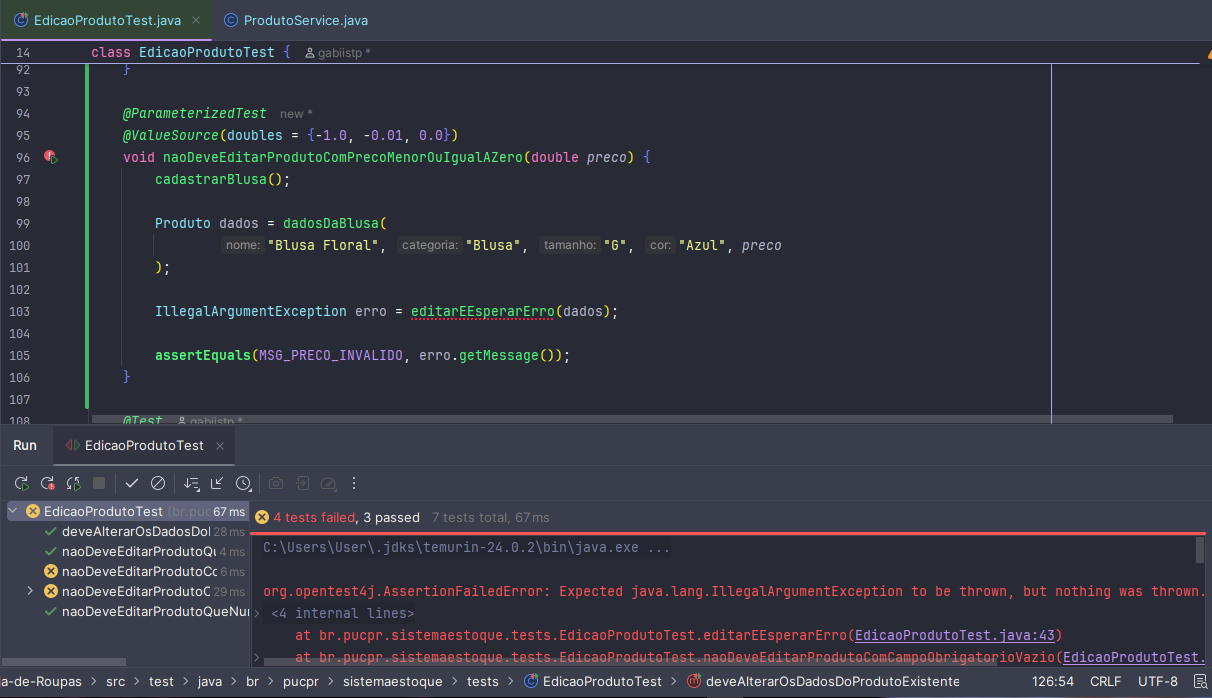 EdicaoProdutoTest.java × ProdutoService.java
14 class EdicaoProdutoTest { gabiistp *
92 }
93
94 @ParameterizedTest new *
95 @ValueSource(doubles = {-1.0, -0.01, 0.0})
96 void naoDeveEditarProdutoComPrecoMenorOuIgualAZero(double preco) {
97 cadastrarBlusa();
98
99 Produto dados = dadosDaBlusa(
100 nome: "Blusa Floral", categoria: "Blusa", tamanho: "G", cor: "Azul", preco
101 );
102
103 IllegalArgumentException erro = editarEEsperarErro(dados);
104
105 assertEquals(MSG_PRECO_INVALIDO, erro.getMessage());
106 }
107
108 @Test gabiistp *
Run EdicaoProdutoTest ×
EdicaoProdutoTest (br.puc 67 ms
deveAlterarOsDadosDoI 28 ms
naoDeveEditarProdutoQu 4 ms
naoDeveEditarProdutoCo 6 ms
naoDeveEditarProdutoC 29 ms
naoDeveEditarProdutoQueNur
4 tests failed, 3 passed 7 tests total, 67 ms
C:\Users\User\.jdks\temurin-24.0.2\bin\java.exe ...
org.opentest4j.AssertionFailedError: Expected java.lang.IllegalArgumentException to be thrown, but nothing was thrown.
<4 internal lines>
at br.pucpr.sistemaestoque.tests.EdicaoProdutoTest.editarEEsperarErro(EdicaoProdutoTest.java:43)
at br.pucpr.sistemaestoque.tests.EdicaoProdutoTest.naoDeveEditarProdutoComCampoObrigatorioVazio(EdicaoProdutoTest.
ja-de-Roupas > src > test > java > br > pucpr > sistemaestoque > tests > EdicaoProdutoTest > deveAlterarOsDadosDoProdutoExistente 126:54 CRLF UTF-8